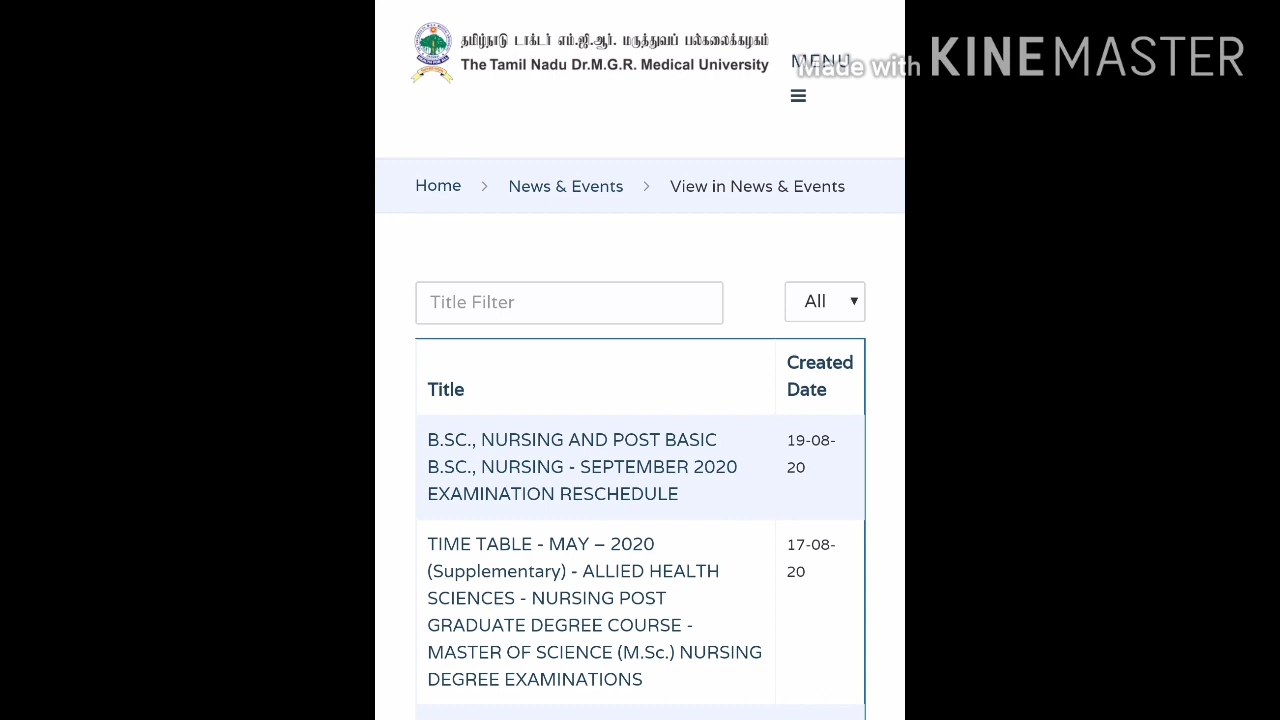 தமிழ்நாடு டாக்டர் எம்.ஜி.ஆர். மருத்துவப் பல்கலைக்கழகம்
The Tamil Nadu Dr.M.G.R. Medical University
MENU
Made with KINEMASTER
Home > News & Events > View in News & Events
Title Filter
All
Title
Created
Date
B.SC., NURSING AND POST BASIC
B.SC., NURSING - SEPTEMBER 2020
EXAMINATION RESCHEDULE
19-08-
20
TIME TABLE - MAY – 2020
(Supplementary) - ALLIED HEALTH
SCIENCES - NURSING POST
GRADUATE DEGREE COURSE -
MASTER OF SCIENCE (M.Sc.) NURSING
DEGREE EXAMINATIONS
17-08-
20